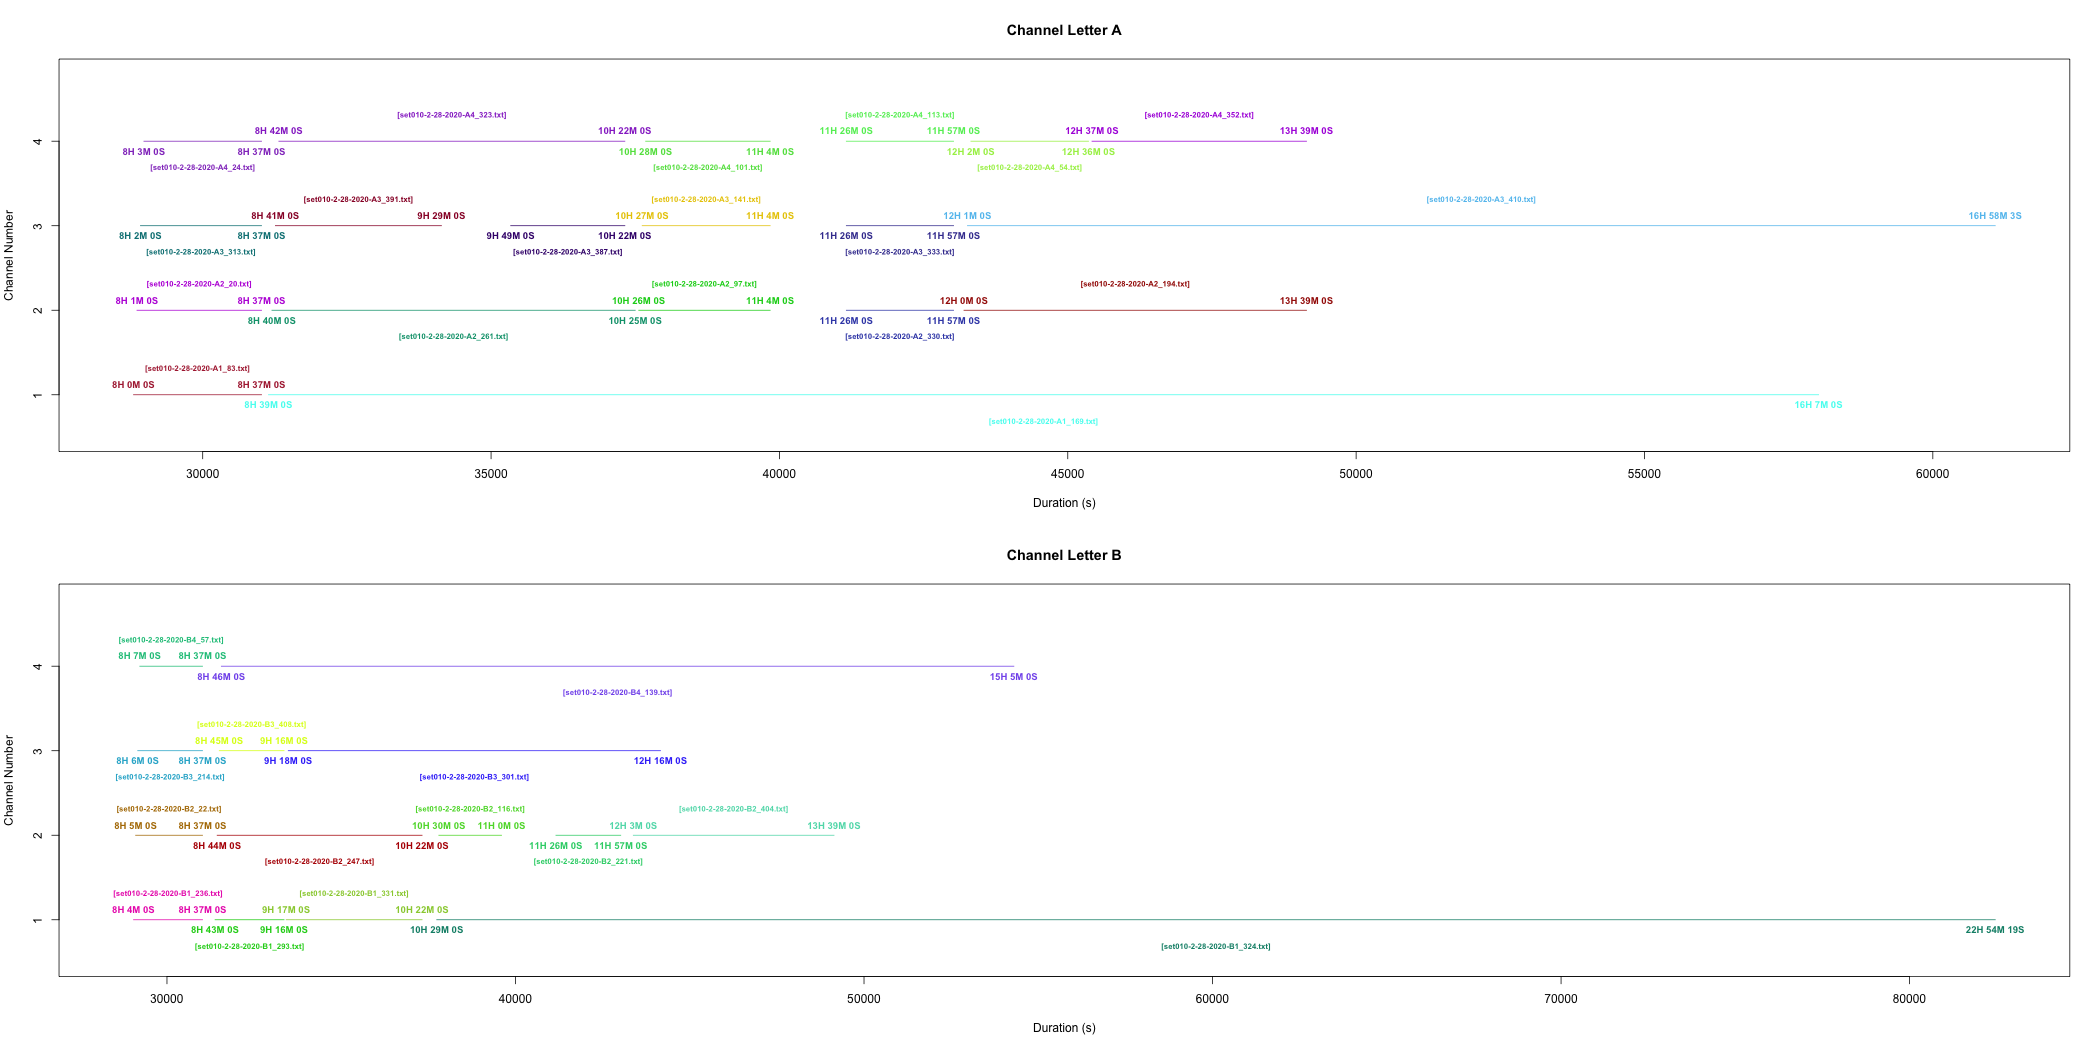 Channel Letter A
[set010-2-28-2020-A4_323.txt] [set010-2-28-2020-A4_113.txt] [set010-2-28-2020-A4_352.txt]
8H 42M 0S 10H 22M 0S 11H 26M 0S 11H 57M 0S 12H 37M 0S 13H 39M 0S
4
8H 3M 0S 8H 37M 0S 10H 28M 0S 11H 4M 0S 12H 2M 0S 12H 36M 0S
[set010-2-28-2020-A4_24.txt] [set010-2-28-2020-A4_101.txt] [set010-2-28-2020-A4_54.txt]
[set010-2-28-2020-A3_391.txt] [set010-2-28-2020-A3_141.txt] [set010-2-28-2020-A3_410.txt]
8H 41M 0S 9H 29M 0S 10H 27M 0S 11H 4M 0S 12H 1M 0S 16H 58M 3S
3
8H 2M 0S 8H 37M 0S 9H 49M 0S 10H 22M 0S 11H 26M 0S 11H 57M 0S
[set010-2-28-2020-A3_313.txt] [set010-2-28-2020-A3_387.txt] [set010-2-28-2020-A3_333.txt]
[set010-2-28-2020-A2_20.txt] [set010-2-28-2020-A2_97.txt] [set010-2-28-2020-A2_194.txt]
8H 1M 0S 8H 37M 0S 10H 26M 0S 11H 4M 0S 12H 0M 0S 13H 39M 0S
2
8H 40M 0S 10H 25M 0S 11H 26M 0S 11H 57M 0S
[set010-2-28-2020-A2_261.txt] [set010-2-28-2020-A2_330.txt]
[set010-2-28-2020-A1_83.txt]
8H 0M 0S 8H 37M 0S
1
8H 39M 0S 16H 7M 0S
[set010-2-28-2020-A1_169.txt]
Channel Number
30000 35000 40000 45000 50000 55000 60000
Duration (s)
Channel Letter B
[set010-2-28-2020-B4_57.txt]
8H 7M 0S 8H 37M 0S
4
8H 46M 0S 15H 5M 0S
[set010-2-28-2020-B4_139.txt]
[set010-2-28-2020-B3_409.txt]
8H 45M 0S 9H 16M 0S
3
8H 6M 0S 8H 37M 0S 9H 18M 0S 12H 16M 0S
[set010-2-28-2020-B3_214.txt] [set010-2-28-2020-B3_301.txt]
[set010-2-28-2020-B2_22.txt] [set010-2-28-2020-B2_116.txt] [set010-2-28-2020-B2_404.txt]
8H 5M 0S 8H 37M 0S 10H 30M 0S 11H 0M 0S 12H 3M 0S 13H 39M 0S
2
8H 44M 0S 10H 22M 0S 11H 26M 0S 11H 57M 0S
[set010-2-28-2020-B2_247.txt] [set010-2-28-2020-B2_221.txt]
[set010-2-28-2020-B1_236.txt] [set010-2-28-2020-B1_331.txt]
8H 4M 0S 8H 37M 0S 9H 17M 0S 10H 22M 0S
1
8H 43M 0S 9H 16M 0S 10H 29M 0S 22H 54M 19S
[set010-2-28-2020-B1_293.txt] [set010-2-28-2020-B1_324.txt]
Channel Number
30000 40000 50000 60000 70000 80000
Duration (s)